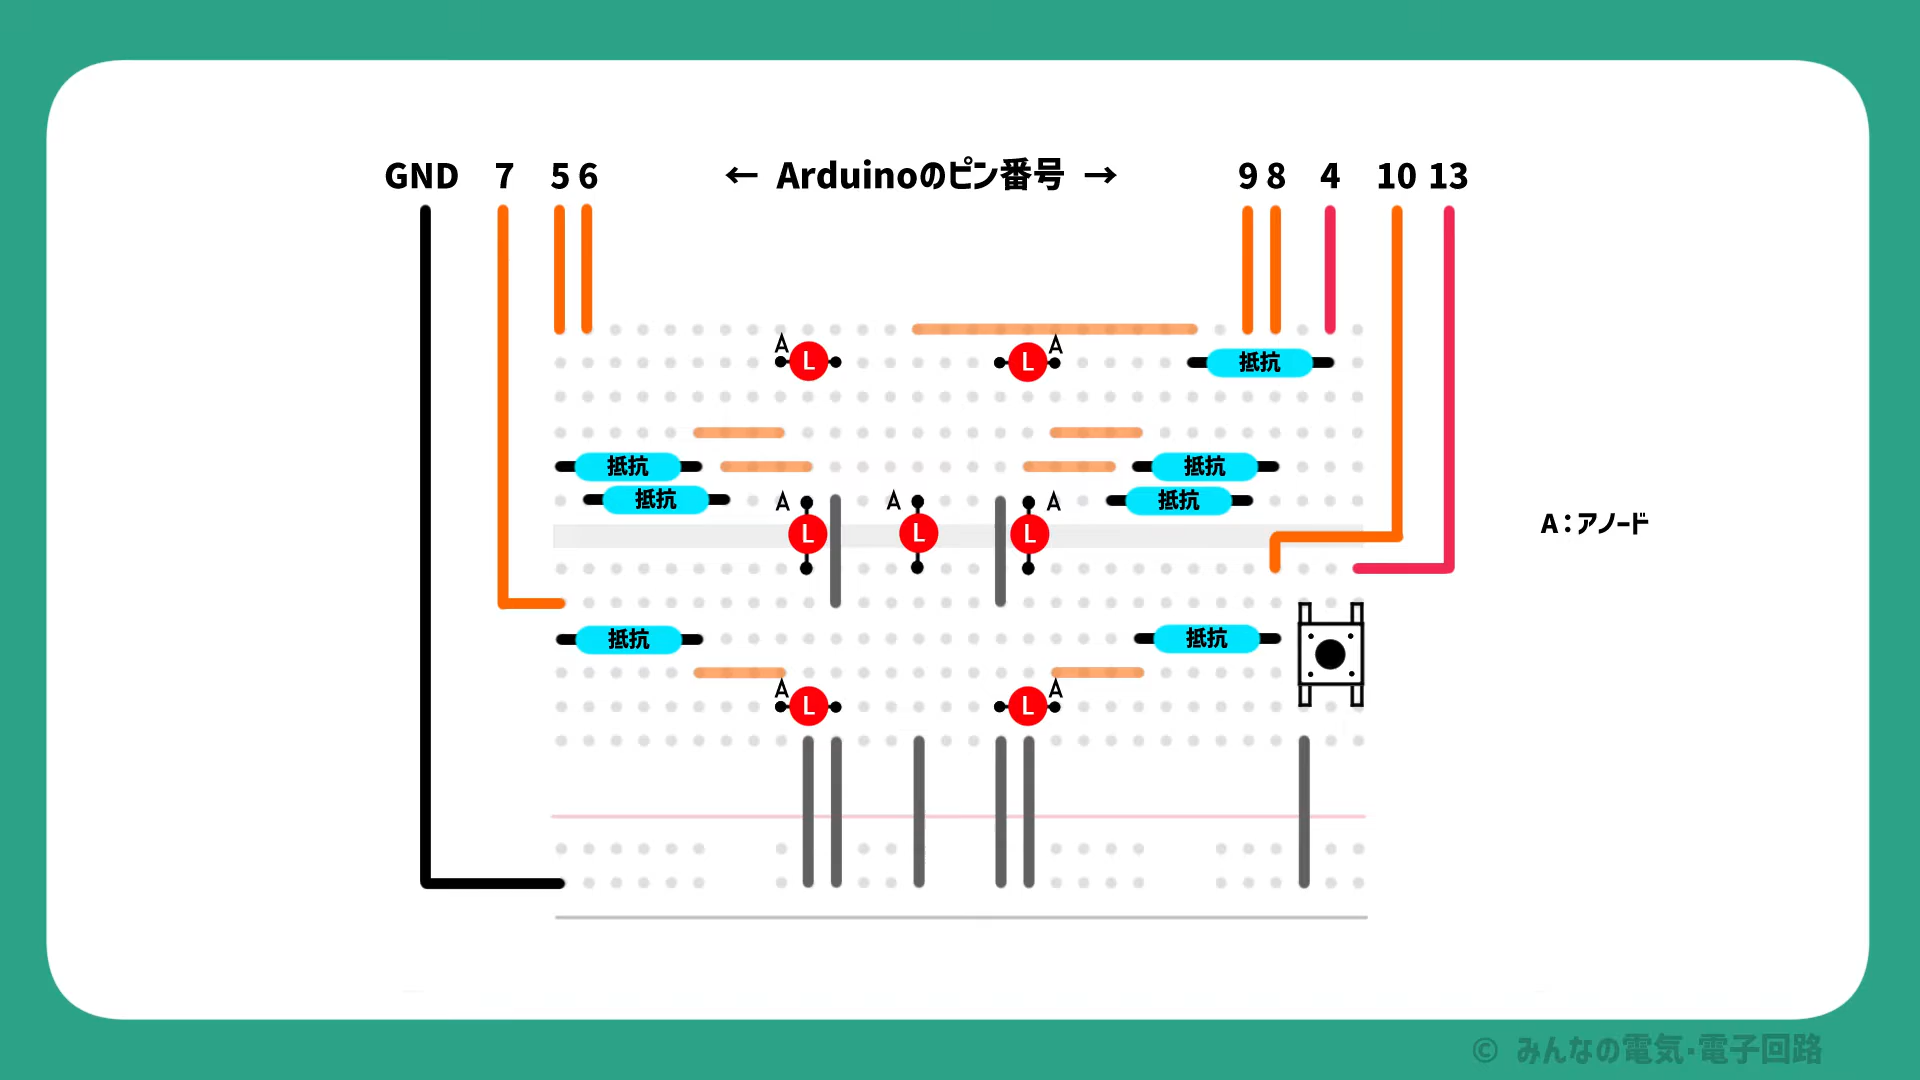 GND 7 5 6 ← Arduinoのピン番号 → 9 8 4 10 13
A L L A
抵抗
抵抗 抵抗
抵抗 抵抗
A A A
L L L
A:アノード
抵抗 抵抗
A L L A
© みんなの電気・電子回路